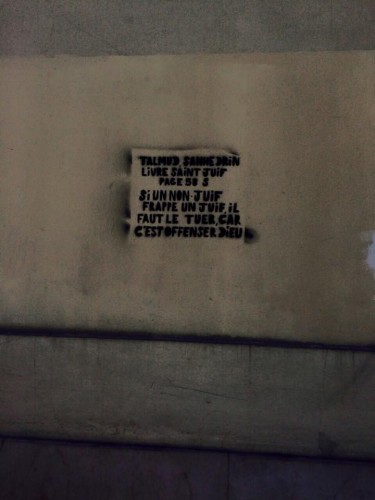 TALMUD SANHEDRIN
LIVRE SAINT JUIF
PAGE 58 S
SI UN NON-JUIF
FRAPPE UN JUIF, IL
FAUT LE TUER, CAR
C'EST OFFENSER DIEU